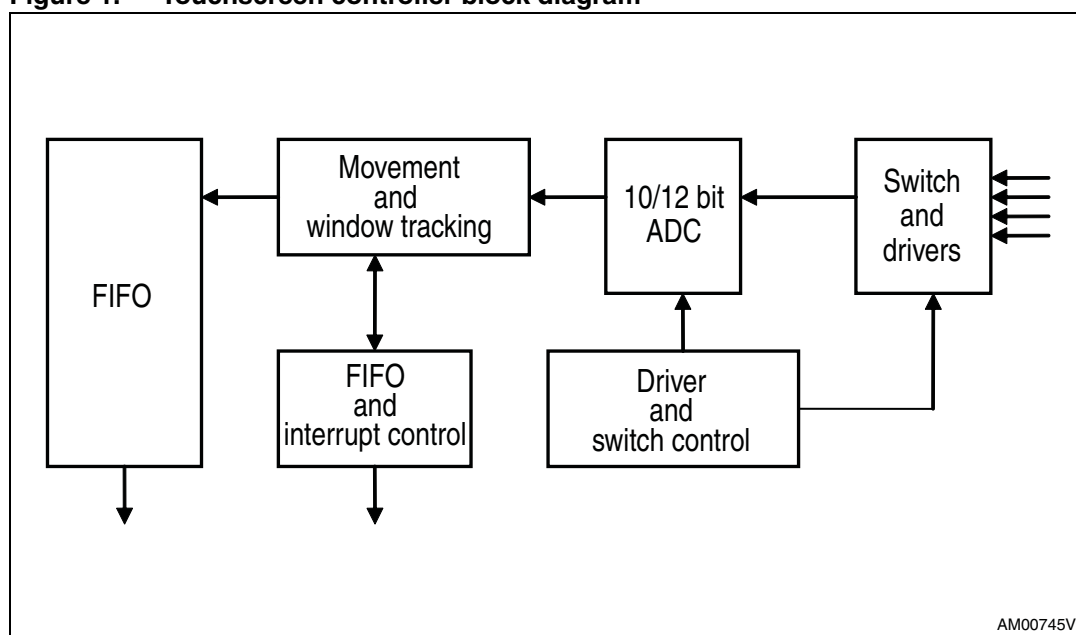 Figure 1. Touchscreen controller block diagram
Movement
and
window tracking
10/12 bit
ADC
Switch
and
drivers
FIFO
FIFO
and
interrupt control
Driver
and
switch control
AM00745V